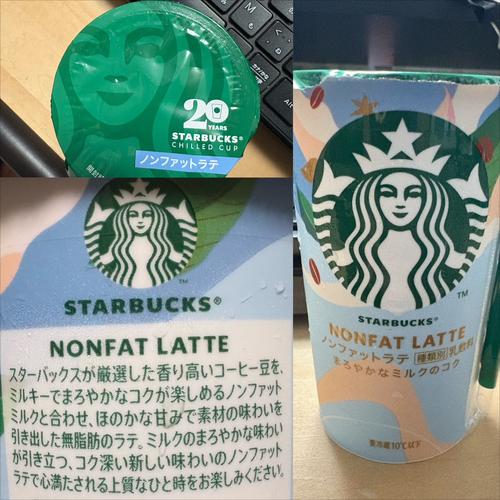 20
YEARS
STARBUCKS®
CHILLED CUP
ノンファットラテ
Alt
STARBUCKS®
NONFAT LATTE
スターバックスが厳選した香り高いコーヒー豆を、
ミルキーでまろやかなコクが楽しめるノンファット
ミルクと合わせ、ほのかな甘みで素材の味わいを
引き出した無脂肪のラテ。ミルクのまろやかな味わい
が引き立つ、コク深い新しい味わいのノンファット
ラテで心満たされる上質なひと時をお楽しみください。
TM
STARBUCKS®
NONFAT LATTE
ノンファットラテ 種類別 乳飲料
まろやかなミルクのコク
要冷蔵10℃以下